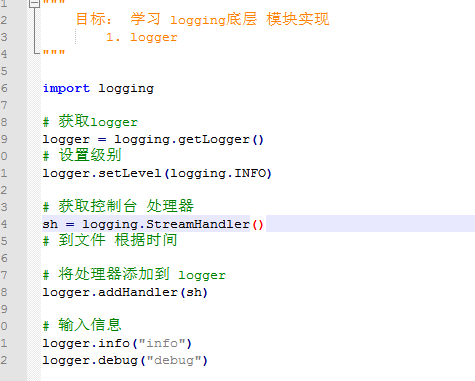 1 """
2 目标： 学习 logging底层 模块实现
3 1. logger
4 """
5
6 import logging
7
8 # 获取logger
9 logger = logging.getLogger()
0 # 设置级别
1 logger.setLevel(logging.INFO)
2
3 # 获取控制台 处理器
4 sh = logging.StreamHandler()
5 # 到文件 根据时间
6
7 # 将处理器添加到 logger
8 logger.addHandler(sh)
9
0 # 输入信息
1 logger.info("info")
2 logger.debug("debug")